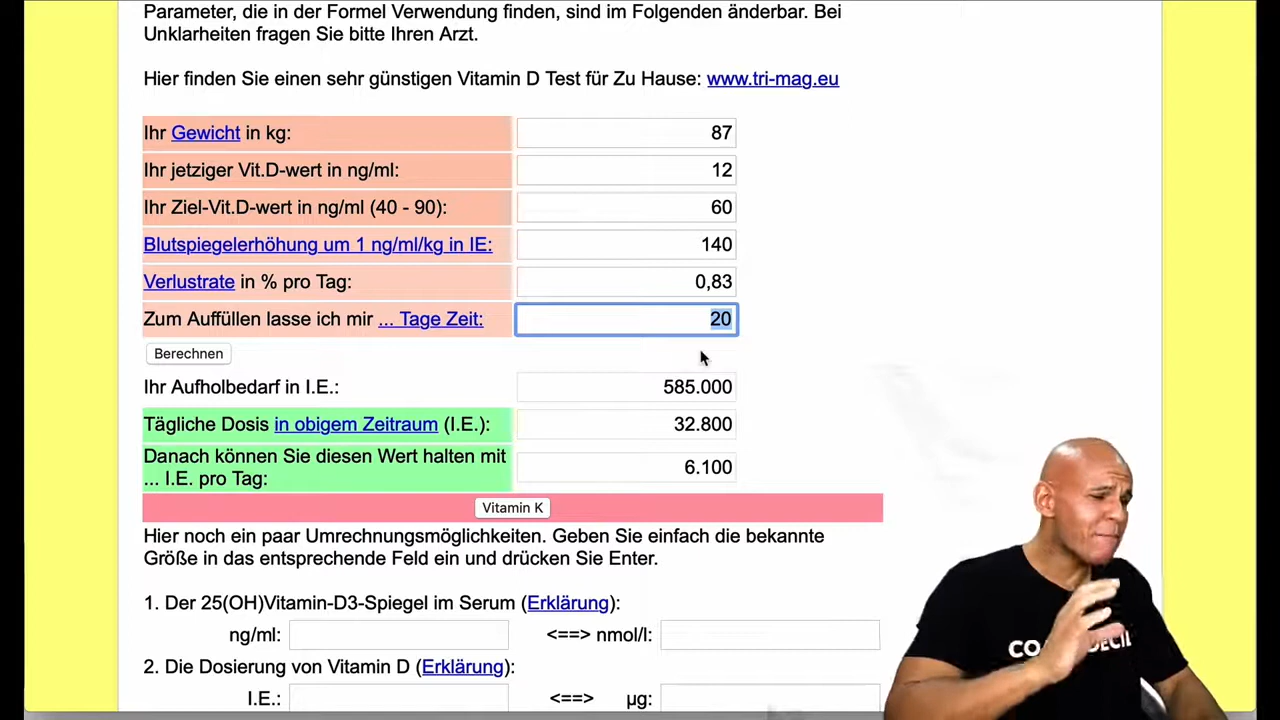 Parameter, die in der Formel Verwendung finden, sind im Folgenden änderbar. Bei
Unklarheiten fragen Sie bitte Ihren Arzt.
Hier finden Sie einen sehr günstigen Vitamin D Test für Zu Hause: www.tri-mag.eu
Ihr Gewicht in kg: 87
Ihr jetziger Vit.D-wert in ng/ml: 12
Ihr Ziel-Vit.D-wert in ng/ml (40 - 90): 60
Blutspiegelerhöhung um 1 ng/ml/kg in IE: 140
Verlustrate in % pro Tag: 0,83
Zum Auffüllen lasse ich mir ... Tage Zeit: 20
Berechnen
Ihr Aufholbedarf in I.E.: 585.000
Tägliche Dosis in obigem Zeitraum (I.E.): 32.800
Danach können Sie diesen Wert halten mit
... I.E. pro Tag: 6.100
Vitamin K
Hier noch ein paar Umrechnungsmöglichkeiten. Geben Sie einfach die bekannte
Größe in das entsprechende Feld ein und drücken Sie Enter.
1. Der 25(OH)Vitamin-D3-Spiegel im Serum (Erklärung):
ng/ml: <==> nmol/l:
2. Die Dosierung von Vitamin D (Erklärung):
I.E.: <==> µg: